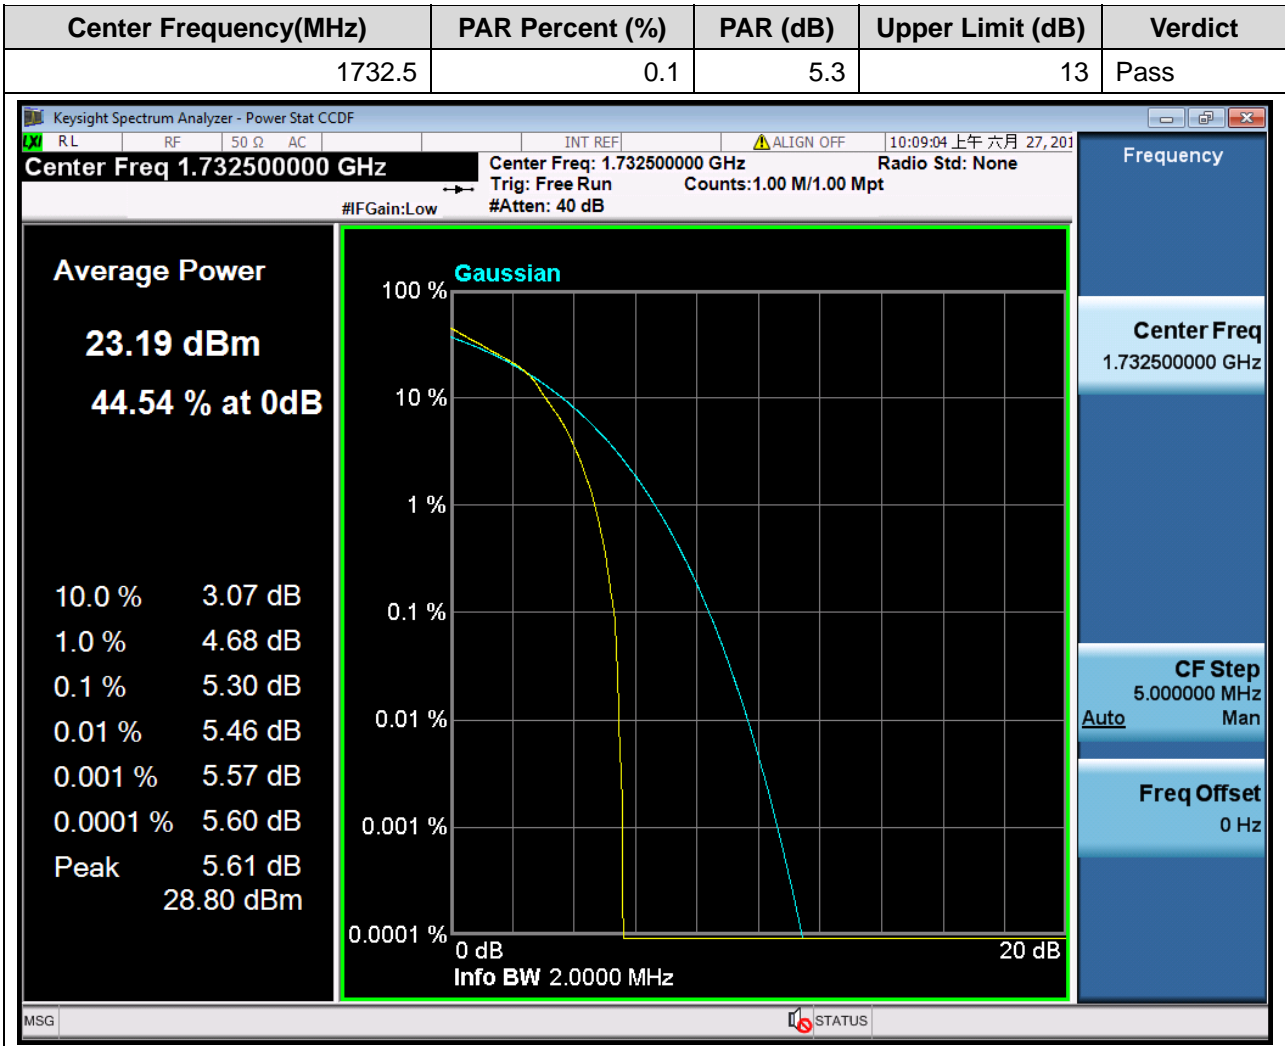 Center Frequency(MHz) PAR Percent (%) PAR (dB) Upper Limit (dB) Verdict
1732.5 0.1 5.3 13 Pass
Keysight Spectrum Analyzer - Power Stat CCDF
LXI RL RF 50 Ω AC INT REF ALIGN OFF 10:09:04 上午 六月 27, 201
Center Freq 1.732500000 GHz
Center Freq: 1.732500000 GHz Radio Std: None
Trig: Free Run Counts:1.00 M/1.00 Mpt
#IFGain:Low #Atten: 40 dB
Average Power
23.19 dBm
44.54 % at 0dB
10.0 % 3.07 dB
1.0 % 4.68 dB
0.1 % 5.30 dB
0.01 % 5.46 dB
0.001 % 5.57 dB
0.0001 % 5.60 dB
Peak 5.61 dB
28.80 dBm
Gaussian
100 %
10 %
1 %
0.1 %
0.01 %
0.001 %
0.0001 %
0 dB 20 dB
Info BW 2.0000 MHz
Frequency
Center Freq
1.732500000 GHz
CF Step
5.000000 MHz
Auto Man
Freq Offset
0 Hz
MSG STATUS